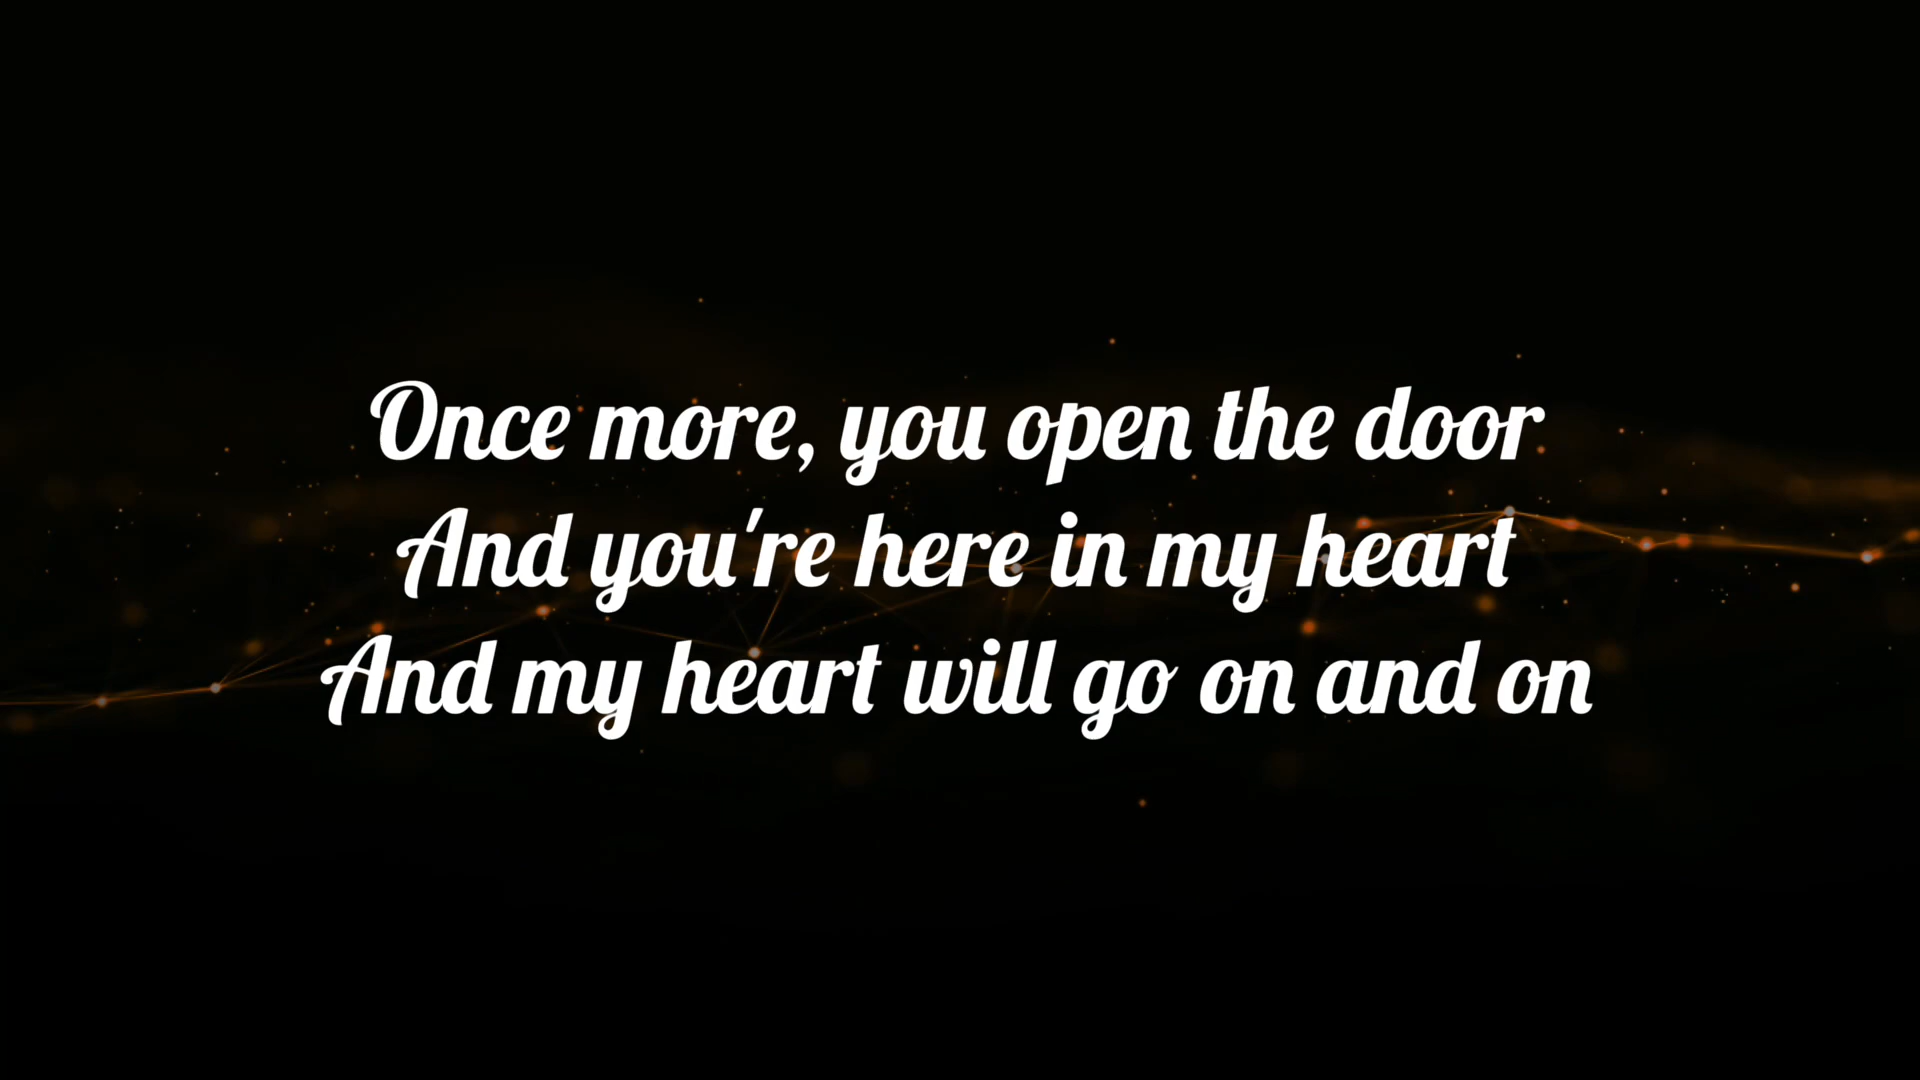 Once more, you open the door
And you're here in my heart
And my heart will go on and on